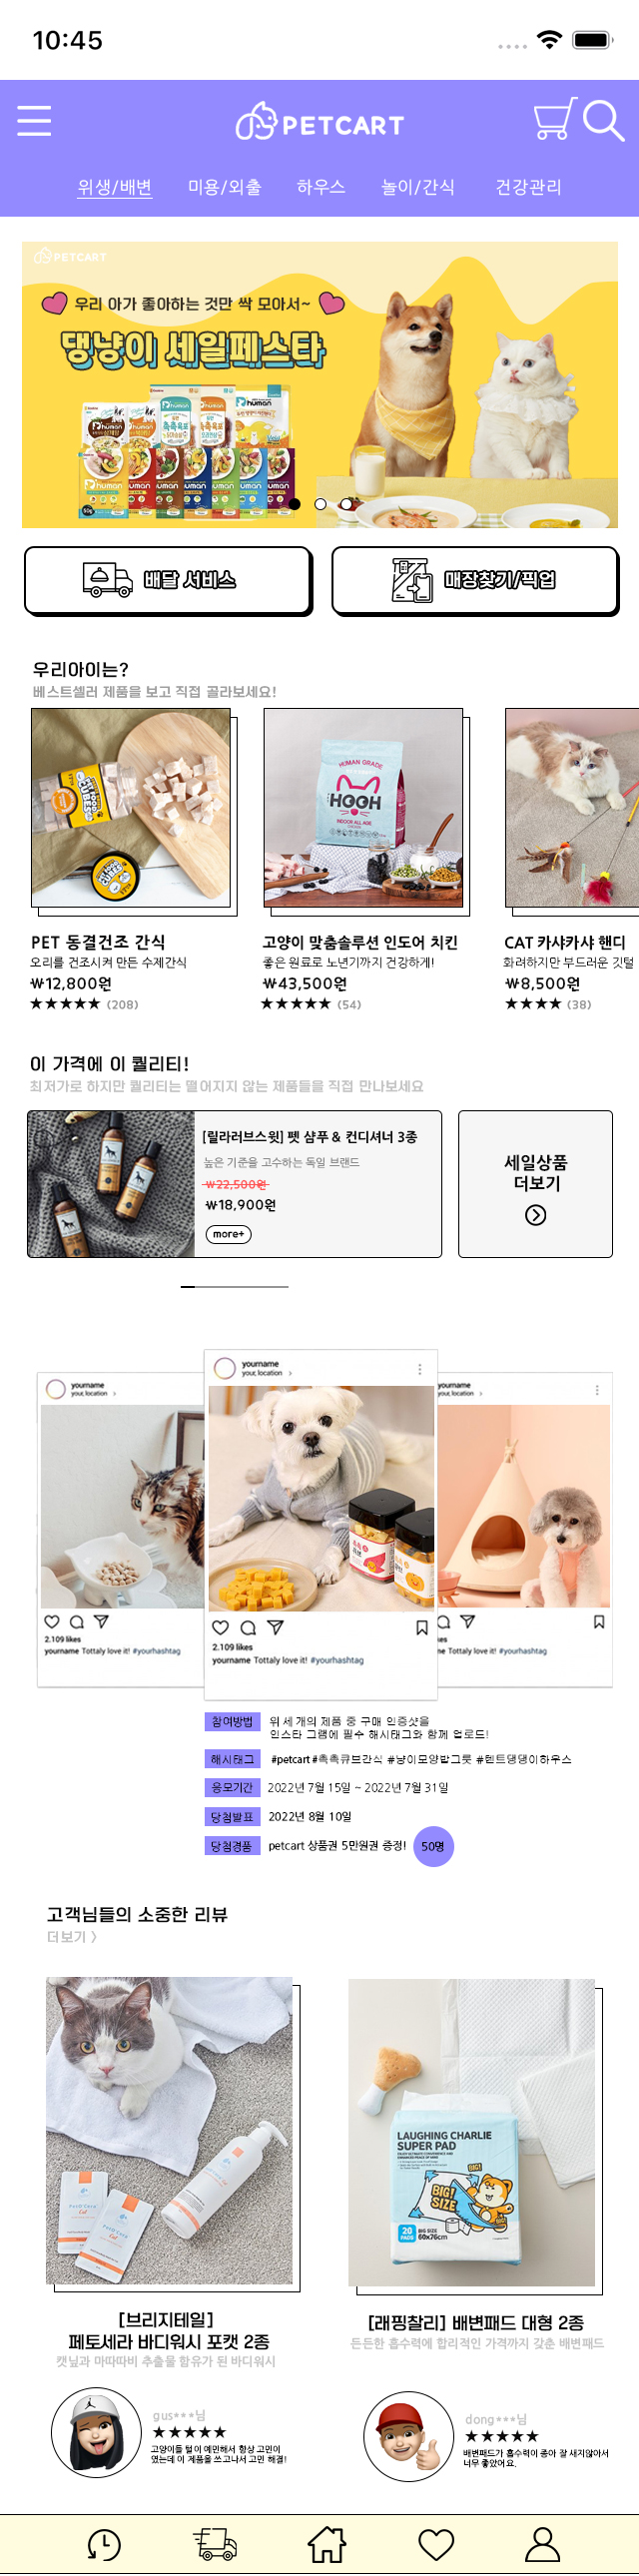 10:45
PETCART
위생/배변 미용/외출 하우스 놀이/간식 건강관리
PETCART
우리 아가 좋아하는 것만 싹 모아서~
댕냥이 세일페스타
human human human
배달 서비스
매장찾기/픽업
우리아이는?
베스트셀러 제품을 보고 직접 골라보세요!
HUMAN GRADE
HOOH
INDOOR ALL AGE
PET 동결건조 간식
오리를 건조시켜 만든 수제간식
₩12,800원
★★★★★ (208)
고양이 맞춤솔루션 인도어 치킨
좋은 원료로 노년기까지 건강하게!
₩43,500원
★★★★★ (54)
CAT 카샤카샤 핸디
화려하지만 부드러운 깃털
₩8,500원
★★★★ (38)
이 가격에 이 퀄리티!
최저가로 하지만 퀄리티는 떨어지지 않는 제품들을 직접 만나보세요
[릴라러브스윗] 펫 샴푸 & 컨디셔너 3종
높은 기준을 고수하는 독일 브랜드
₩22,500원
₩18,900원
more+
세일상품
더보기
yourname
your, location >
2.109 likes
yourname Tottaly love it! #yourhashtag
yourname
your, location >
2.109 likes
yourname Tottaly love it! #yourhashtag
yourname
your, location >
Tottaly love it! #yourhashtag
참여방법 위 세 개의 제품 중 구매 인증샷을
인스타 그램에 필수 해시태그와 함께 업로드!
해시태그 #petcart #촉촉큐브간식 #냥이모양밥그릇 #텐트댕댕이하우스
응모기간 2022년 7월 15일 ~ 2022년 7월 31일
당첨발표 2022년 8월 10일
당첨경품 petcart 상품권 5만원권 증정! 50명
고객님들의 소중한 리뷰
더보기 >
LAUGHING CHARLIE
SUPER PAD
BIG!
BIG!
SIZE
20
PADS
BIG SIZE
60x76cm
[브리지테일]
페토세라 바디워시 포캣 2종
캣닢과 마따따비 추출물 함유가 된 바디워시
gus***님
★★★★★
고양이들 털이 예민해서 항상 고민이
였는데 이 제품을 쓰고나서 고민 해결!
[래핑찰리] 배변패드 대형 2종
든든한 흡수력에 합리적인 가격까지 갖춘 배변패드
dong***님
★★★★★
배변패드가 흡수력이 좋아 잘 새지않아서
너무 좋았어요.